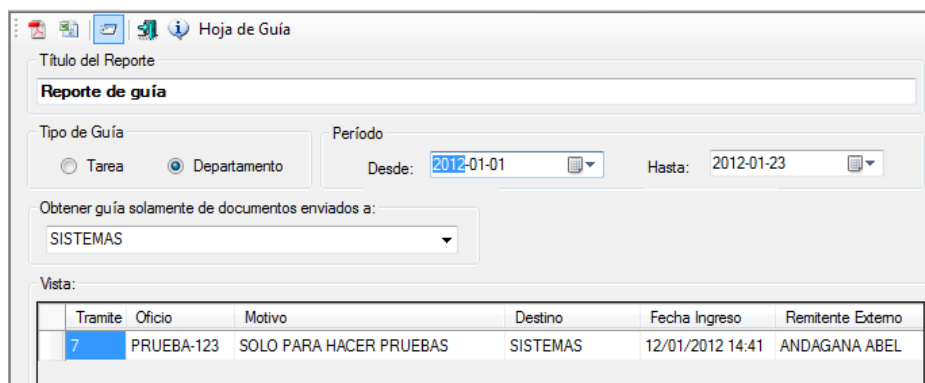 Hoja de Guía
Título del Reporte
Reporte de guía
Tipo de Guía
Tarea Departamento
Período
Desde: 2012-01-01 Hasta: 2012-01-23
Obtener guía solamente de documentos enviados a:
SISTEMAS
Vista:
Tramite Oficio Motivo Destino Fecha Ingreso Remitente Externo
7 PRUEBA-123 SOLO PARA HACER PRUEBAS SISTEMAS 12/01/2012 14:41 ANDAGANA ABEL